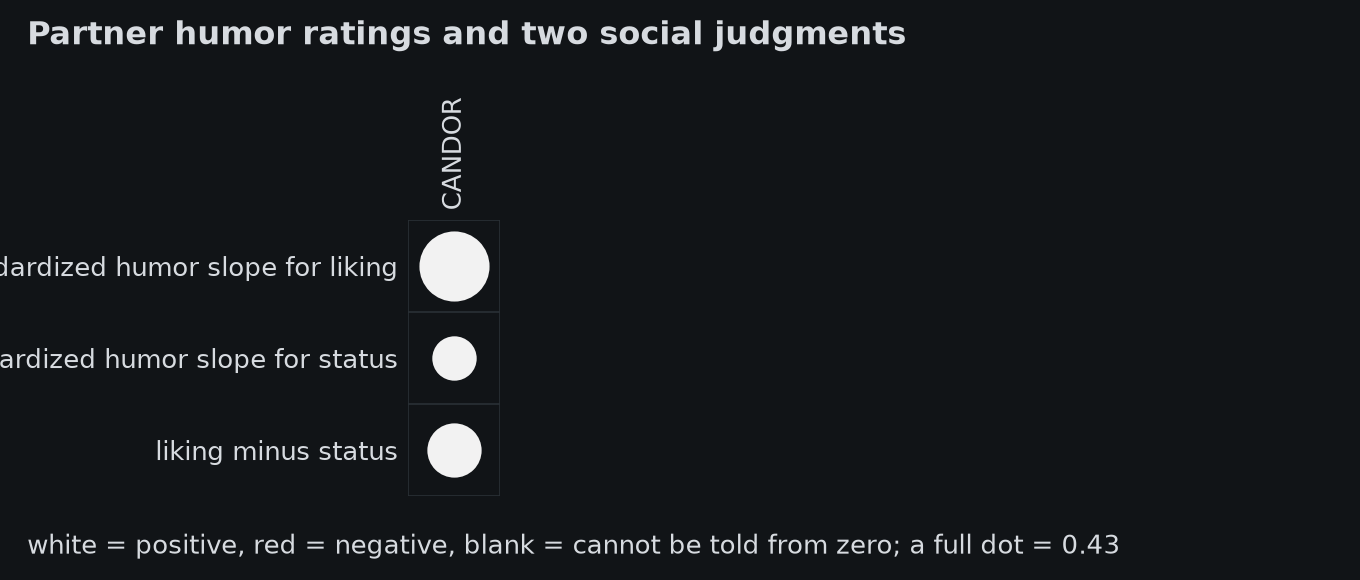 Partner humor ratings and two social judgments
CANDOR
dardized humor slope for liking
ardized humor slope for status
liking minus status
white = positive, red = negative, blank = cannot be told from zero; a full dot = 0.43